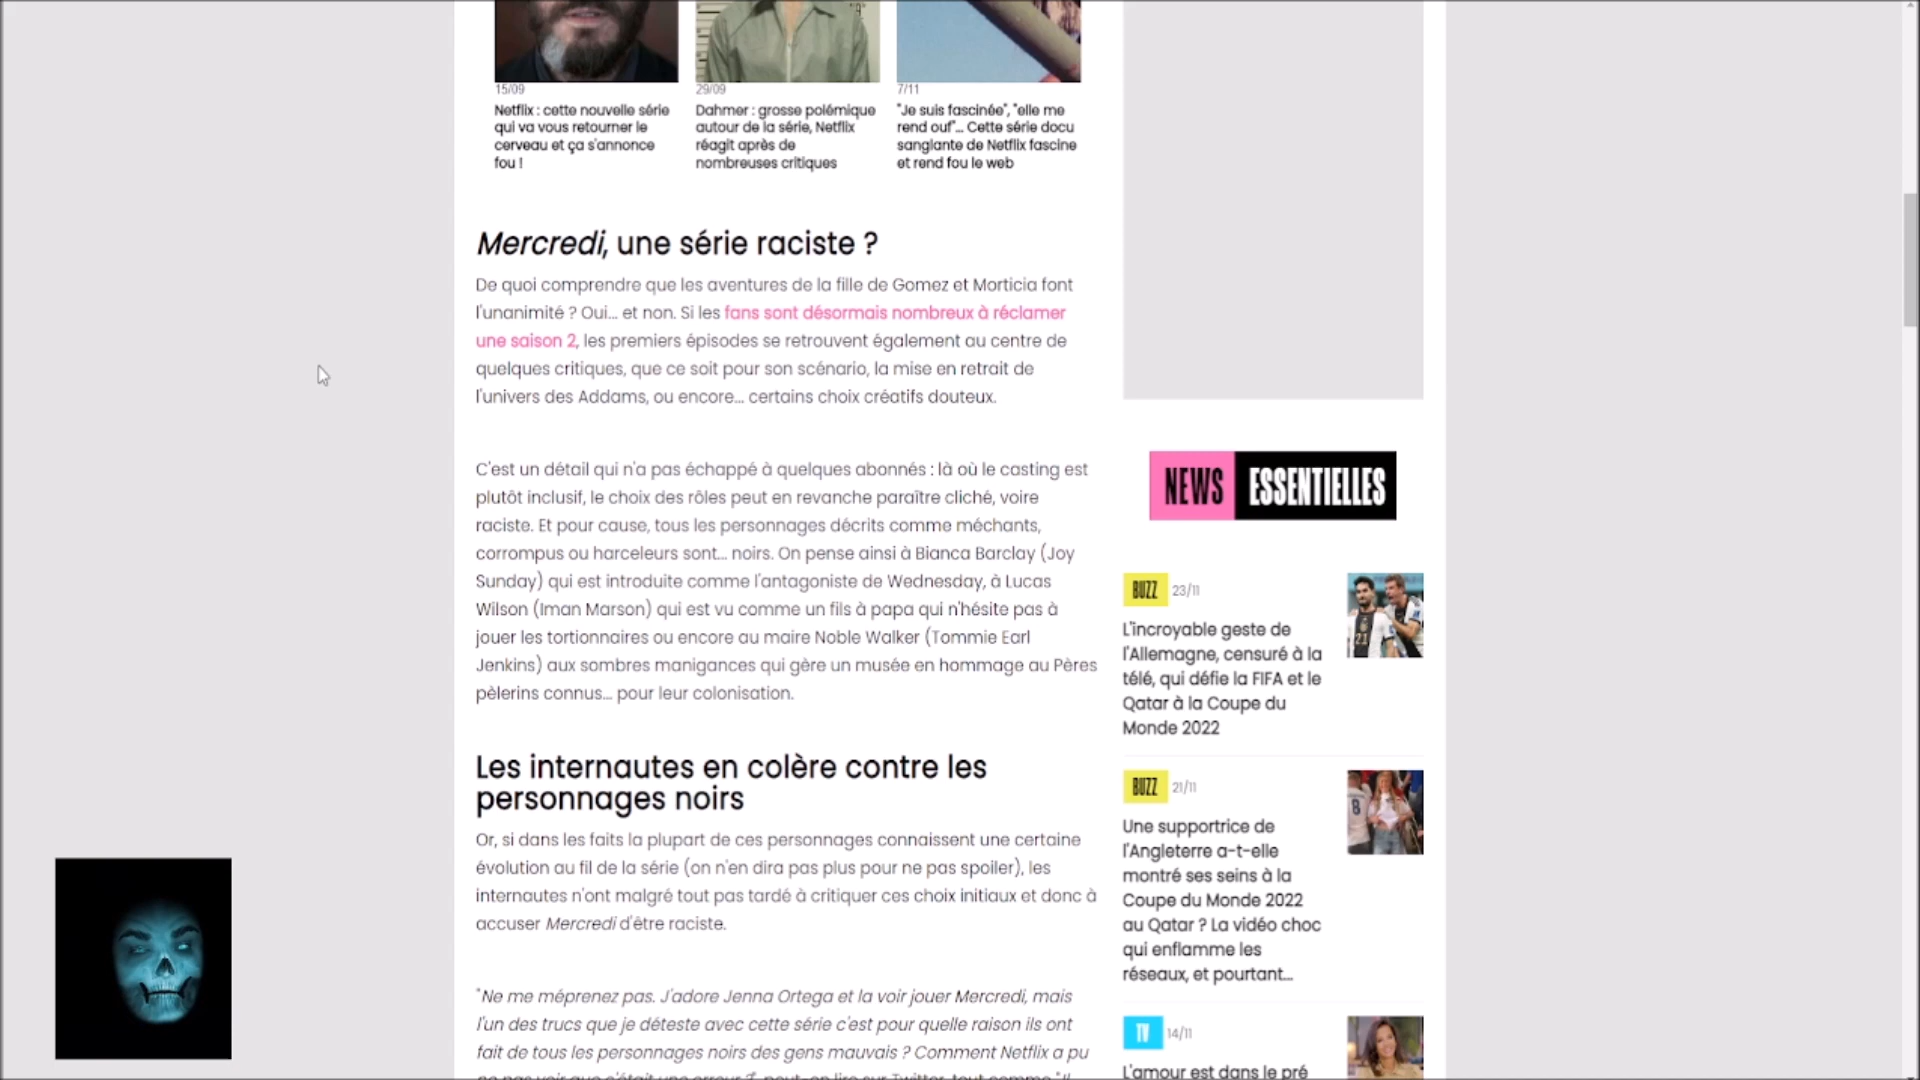 15/09
Netflix : cette nouvelle série
qui va vous retourner le
cerveau et ça s'annonce
fou !
29/09
Dahmer : grosse polémique
autour de la série, Netflix
réagit après de
nombreuses critiques
7/11
"Je suis fascinée", "elle me
rend ouf"... Cette série docu
sanglante de Netflix fascine
et rend fou le web
Mercredi, une série raciste ?
De quoi comprendre que les aventures de la fille de Gomez et Morticia font
l'unanimité ? Oui... et non. Si les fans sont désormais nombreux à réclamer
une saison 2, les premiers épisodes se retrouvent également au centre de
quelques critiques, que ce soit pour son scénario, la mise en retrait de
l'univers des Addams, ou encore... certains choix créatifs douteux.
C'est un détail qui n'a pas échappé à quelques abonnés : là où le casting est
plutôt inclusif, le choix des rôles peut en revanche paraître cliché, voire
raciste. Et pour cause, tous les personnages décrits comme méchants,
corrompus ou harceleurs sont... noirs. On pense ainsi à Bianca Barclay (Joy
Sunday) qui est introduite comme l'antagoniste de Wednesday, à Lucas
Wilson (Iman Marson) qui est vu comme un fils à papa qui n'hésite pas à
jouer les tortionnaires ou encore au maire Noble Walker (Tommie Earl
Jenkins) aux sombres manigances qui gère un musée en hommage au Pères
pèlerins connus... pour leur colonisation.
Les internautes en colère contre les
personnages noirs
Or, si dans les faits la plupart de ces personnages connaissent une certaine
évolution au fil de la série (on n'en dira pas plus pour ne pas spoiler), les
internautes n'ont malgré tout pas tardé à critiquer ces choix initiaux et donc à
accuser Mercredi d'être raciste.
"Ne me méprenez pas. J'adore Jenna Ortega et la voir jouer Mercredi, mais
l'un des trucs que je déteste avec cette série c'est pour quelle raison ils ont
fait de tous les personnages noirs des gens mauvais ? Comment Netflix a pu
ne pas voir que c'était une erreur ?", peut-on lire sur Twitter, tout comme "Il
NEWS ESSENTIELLES
BUZZ 23/11
L'incroyable geste de
l'Allemagne, censuré à la
télé, qui défie la FIFA et le
Qatar à la Coupe du
Monde 2022
BUZZ 21/11
Une supportrice de
l'Angleterre a-t-elle
montré ses seins à la
Coupe du Monde 2022
au Qatar ? La vidéo choc
qui enflamme les
réseaux, et pourtant...
TV 14/11
L'amour est dans le pré